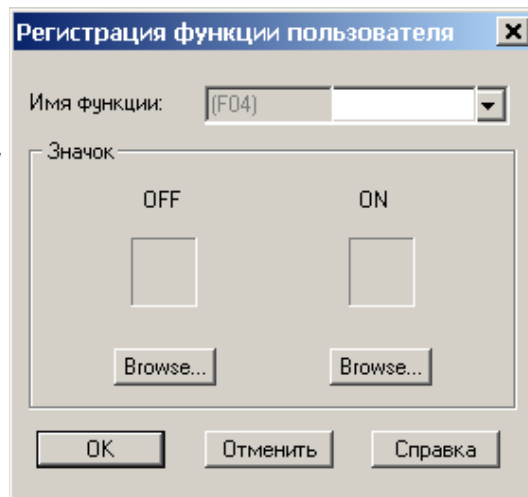 Регистрация функции пользователя
Имя функции: (F04)
Значок
OFF ON
Browse... Browse...
OK Отменить Справка